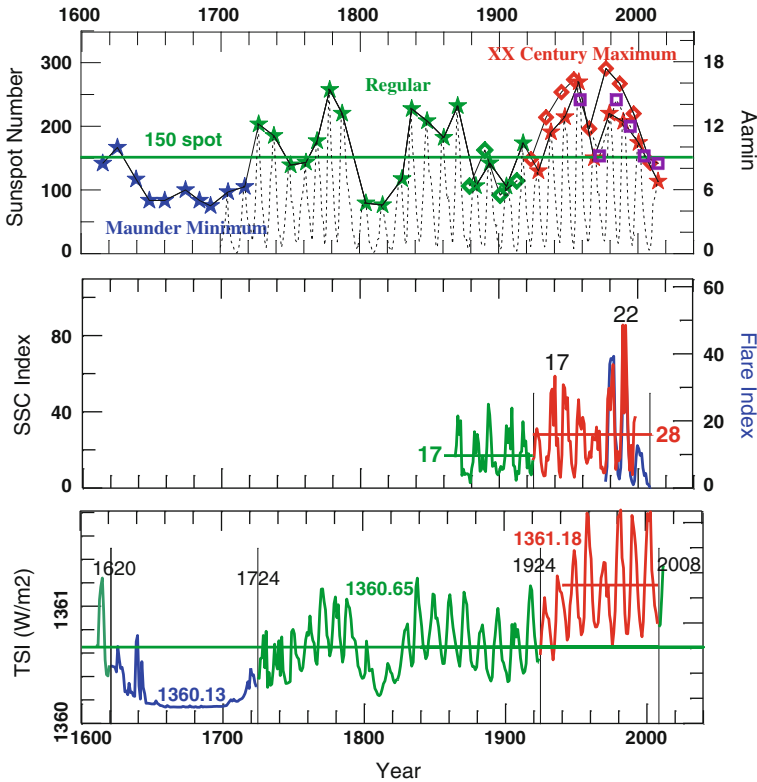 1600 1700 1800 1900 2000
300
200
100
0
Sunspot Number
18
12
6
0
Aamin
XX Century Maximum
Regular
150 spot
Maunder Minimum
80
40
0
SSC Index
60
40
20
0
Flare Index
22
17
17
28
1361
1360
TSI (W/m2)
1620
1724
1924
2008
1361.18
1360.65
1360.13
1600 1700 1800 1900 2000
Year